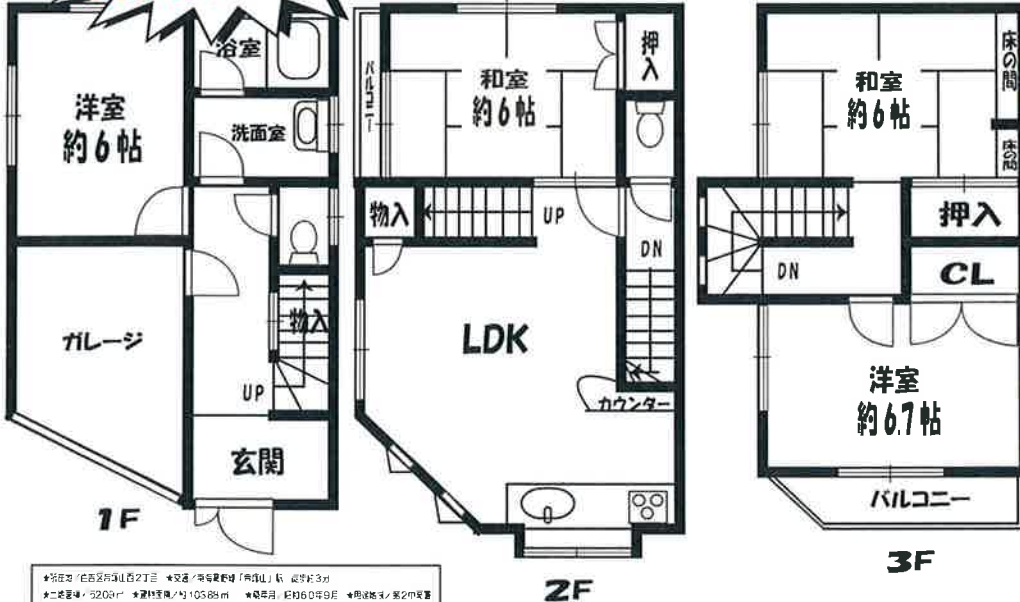 浴室
洋室
約6帖
洗面室
ガレージ
物入
UP
玄関
1F
バルコニー
和室
約6帖
押入
物入
UP
DN
LDK
カウンター
2F
和室
約6帖
床の間
床の間
押入
DN
CL
洋室
約6.7帖
バルコニー
3F